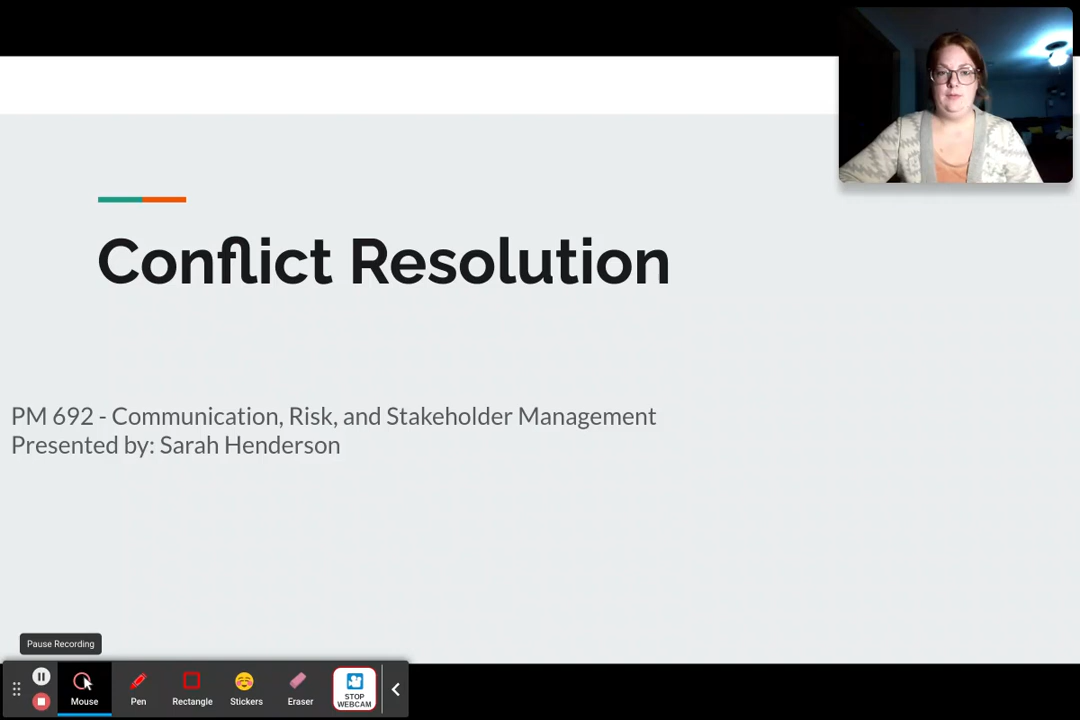 Conflict Resolution
PM 692 - Communication, Risk, and Stakeholder Management
Presented by: Sarah Henderson
Pause Recording
Mouse
Pen
Rectangle
Stickers
Eraser
STOP
WEBCAM